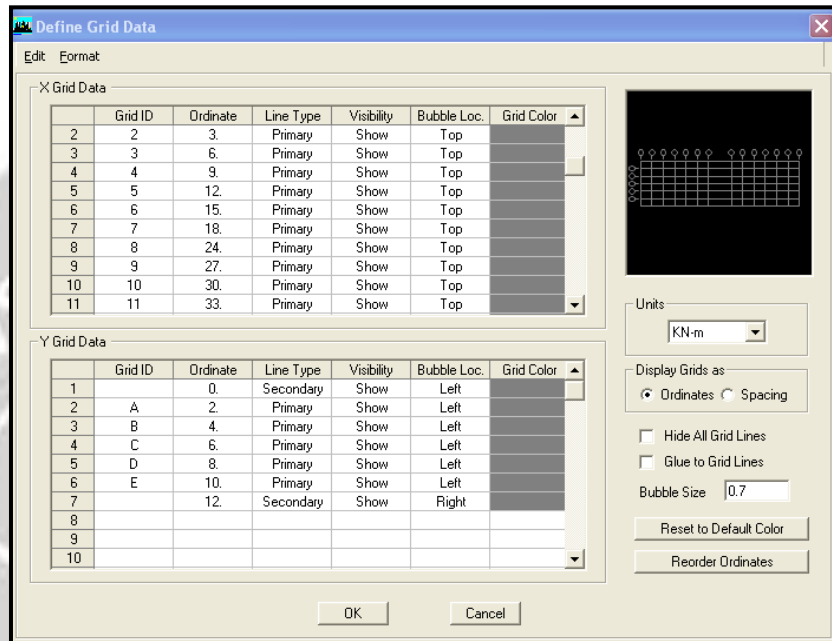 Define Grid Data
Edit Format
X Grid Data
Grid ID Ordinate Line Type Visibility Bubble Loc. Grid Color
2 2 3. Primary Show Top
3 3 6. Primary Show Top
4 4 9. Primary Show Top
5 5 12. Primary Show Top
6 6 15. Primary Show Top
7 7 18. Primary Show Top
8 8 24. Primary Show Top
9 9 27. Primary Show Top
10 10 30. Primary Show Top
11 11 33. Primary Show Top
Y Grid Data
Grid ID Ordinate Line Type Visibility Bubble Loc. Grid Color
1 0. Secondary Show Left
2 A 2. Primary Show Left
3 B 4. Primary Show Left
4 C 6. Primary Show Left
5 D 8. Primary Show Left
6 E 10. Primary Show Left
7 12. Secondary Show Right
8
9
10
Units
KN-m
Display Grids as
Ordinates Spacing
Hide All Grid Lines
Glue to Grid Lines
Bubble Size 0.7
Reset to Default Color
Reorder Ordinates
OK Cancel